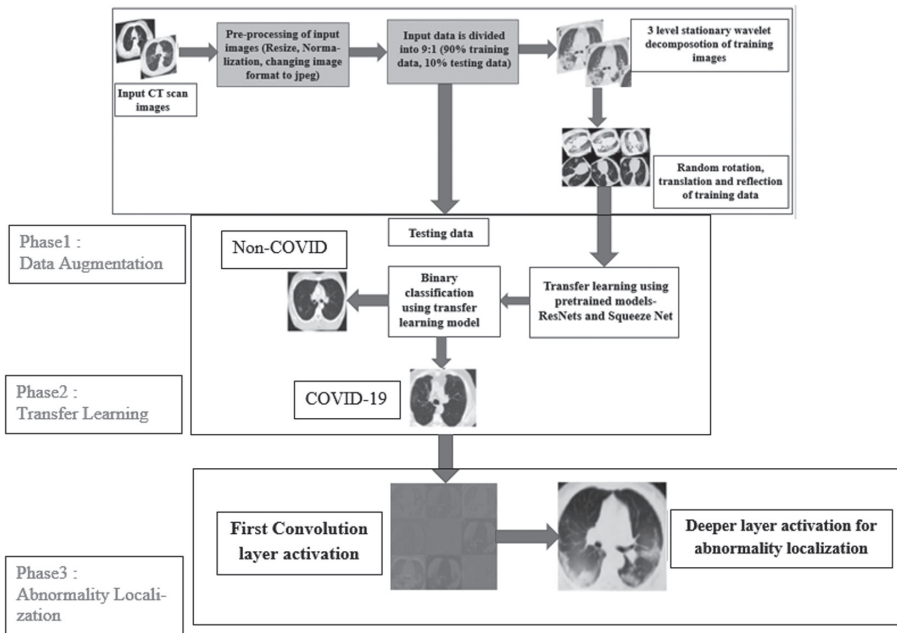 Input CT scan
images
Pre-processing of input
images (Resize, Norma-
lization, changing image
format to jpeg)
Input data is divided
into 9:1 (90% training
data, 10% testing data)
3 level stationary wavelet
decomposotion of training
images
Random rotation,
translation and reflection
of training data
Phase1 :
Data Augmentation
Testing data
Non-COVID
Binary
classification
using transfer
learning model
Transfer learning using
pretrained models-
ResNets and Squeeze Net
COVID-19
Phase2 :
Transfer Learning
First Convolution
layer activation
Deeper layer activation for
abnormality localization
Phase3 :
Abnormality Locali-
zation